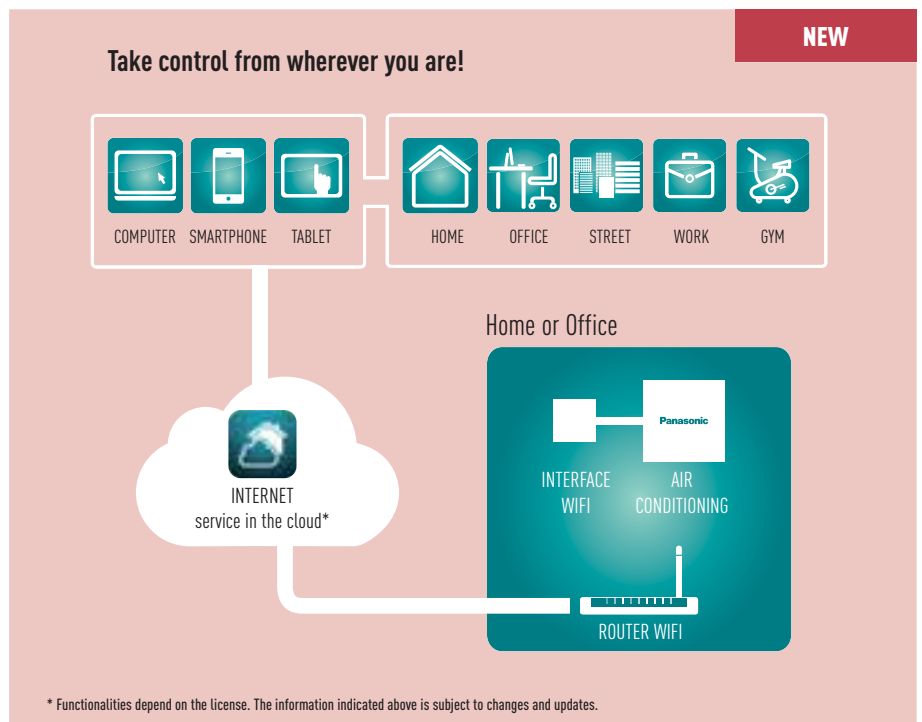 NEW
Take control from wherever you are!
COMPUTER SMARTPHONE TABLET
HOME OFFICE STREET WORK GYM
Home or Office
Panasonic
INTERFACE
WIFI
AIR
CONDITIONING
INTERNET
service in the cloud*
ROUTER WIFI
* Functionalities depend on the license. The information indicated above is subject to changes and updates.